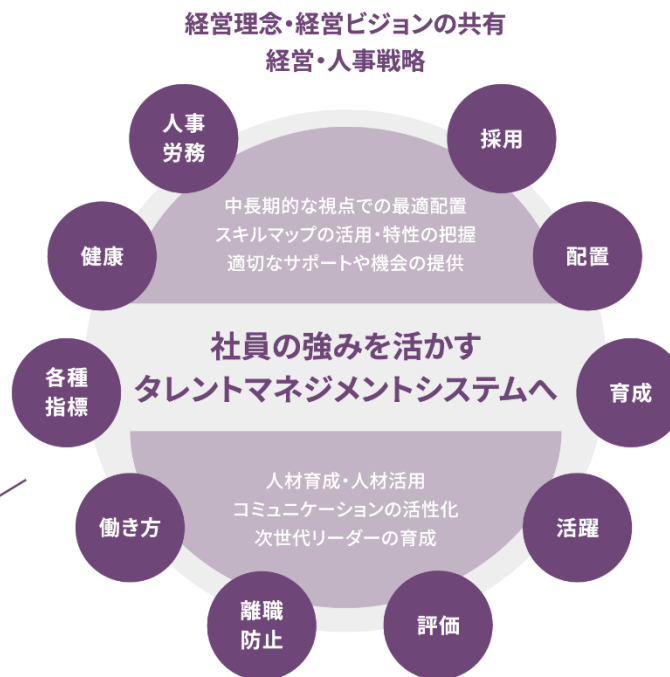 経営理念・経営ビジョンの共有
経営・人事戦略
人事
労務
採用
中長期的な視点での最適配置
スキルマップの活用・特性の把握
適切なサポートや機会の提供
健康
配置
社員の強みを活かす
タレントマネジメントシステムへ
各種
指標
育成
人材育成・人材活用
コミュニケーションの活性化
次世代リーダーの育成
働き方
活躍
離職
防止
評価